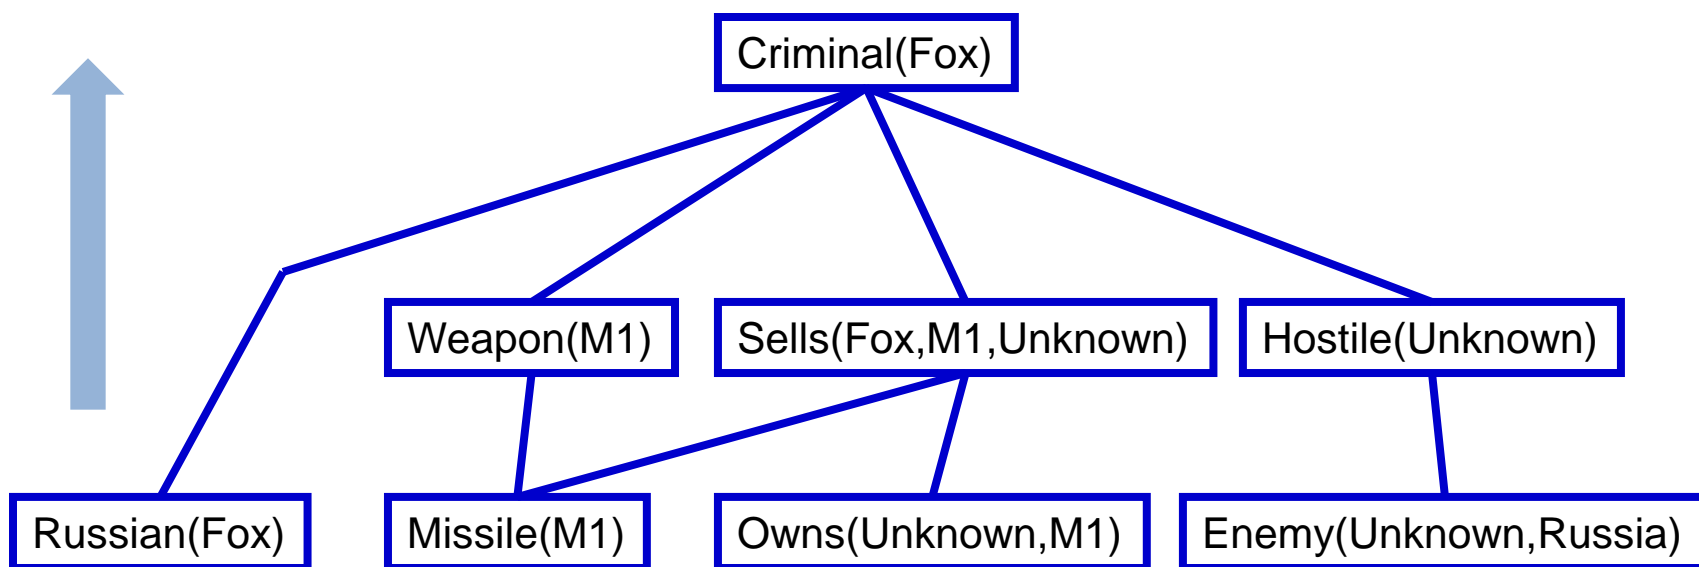 Criminal(Fox)
Weapon(M1)
Sells(Fox,M1,Unknown)
Hostile(Unknown)
Russian(Fox)
Missile(M1)
Owns(Unknown,M1)
Enemy(Unknown,Russia)